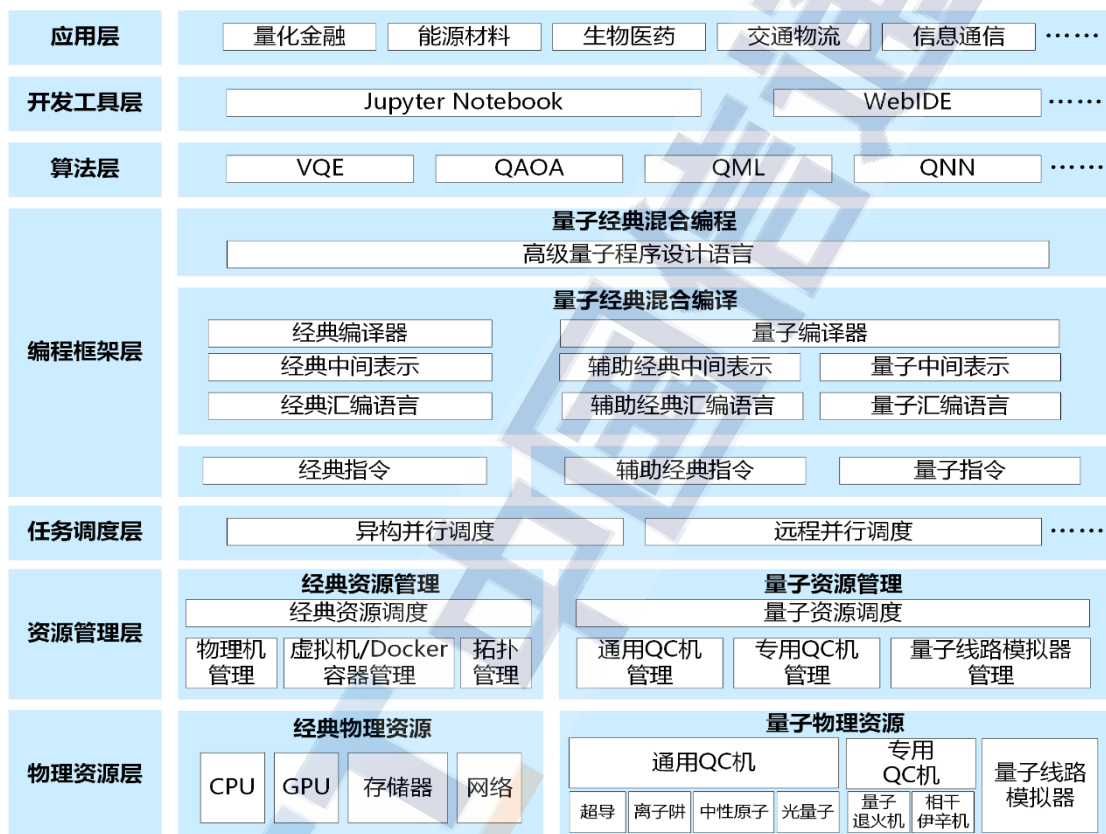 应用层
量化金融 能源材料 生物医药 交通物流 信息通信 ······
开发工具层
Jupyter Notebook WebIDE ······
算法层
VQE QAOA QML QNN ······
编程框架层
量子经典混合编程
高级量子程序设计语言
量子经典混合编译
经典编译器 量子编译器
经典中间表示 辅助经典中间表示 量子中间表示
经典汇编语言 辅助经典汇编语言 量子汇编语言
经典指令 辅助经典指令 量子指令
任务调度层
异构并行调度 远程并行调度 ······
资源管理层
经典资源管理
经典资源调度
物理机
管理
虚拟机/Docker
容器管理
拓扑
管理
量子资源管理
量子资源调度
通用QC机
管理
专用QC机
管理
量子线路模拟器
管理
物理资源层
经典物理资源
CPU GPU 存储器 网络
量子物理资源
通用QC机
超导 离子阱 中性原子 光量子
专用
QC机
量子
退火机
相干
伊辛机
量子线路
模拟器
中国信通